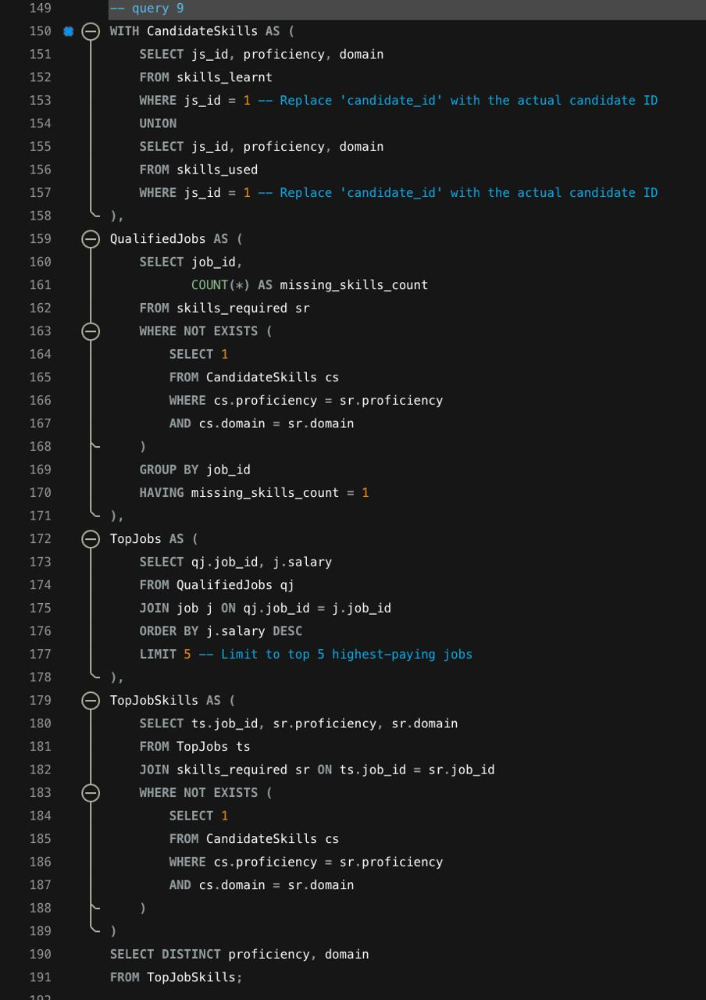 149 -- query 9
150 WITH CandidateSkills AS (
151     SELECT js_id, proficiency, domain
152     FROM skills_learnt
153     WHERE js_id = 1 -- Replace 'candidate_id' with the actual candidate ID
154     UNION
155     SELECT js_id, proficiency, domain
156     FROM skills_used
157     WHERE js_id = 1 -- Replace 'candidate_id' with the actual candidate ID
158 ),
159 QualifiedJobs AS (
160     SELECT job_id,
161            COUNT(*) AS missing_skills_count
162     FROM skills_required sr
163     WHERE NOT EXISTS (
164         SELECT 1
165         FROM CandidateSkills cs
166         WHERE cs.proficiency = sr.proficiency
167         AND cs.domain = sr.domain
168     )
169     GROUP BY job_id
170     HAVING missing_skills_count = 1
171 ),
172 TopJobs AS (
173     SELECT qj.job_id, j.salary
174     FROM QualifiedJobs qj
175     JOIN job j ON qj.job_id = j.job_id
176     ORDER BY j.salary DESC
177     LIMIT 5 -- Limit to top 5 highest-paying jobs
178 ),
179 TopJobSkills AS (
180     SELECT ts.job_id, sr.proficiency, sr.domain
181     FROM TopJobs ts
182     JOIN skills_required sr ON ts.job_id = sr.job_id
183     WHERE NOT EXISTS (
184         SELECT 1
185         FROM CandidateSkills cs
186         WHERE cs.proficiency = sr.proficiency
187         AND cs.domain = sr.domain
188     )
189 )
190 SELECT DISTINCT proficiency, domain
191 FROM TopJobSkills;
192